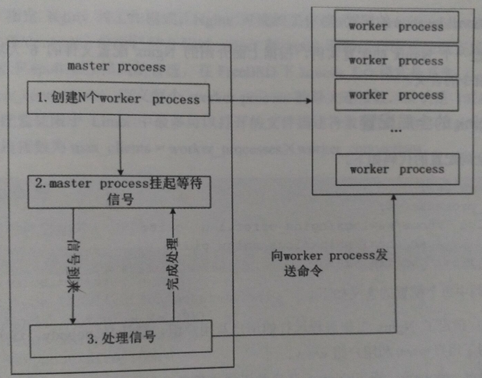 master process
1.创建N个worker process
2.master process挂起等待
信号
信号到来
完成处理
3.处理信号
worker process
worker process
worker process
...
worker process
向worker process发
送命令